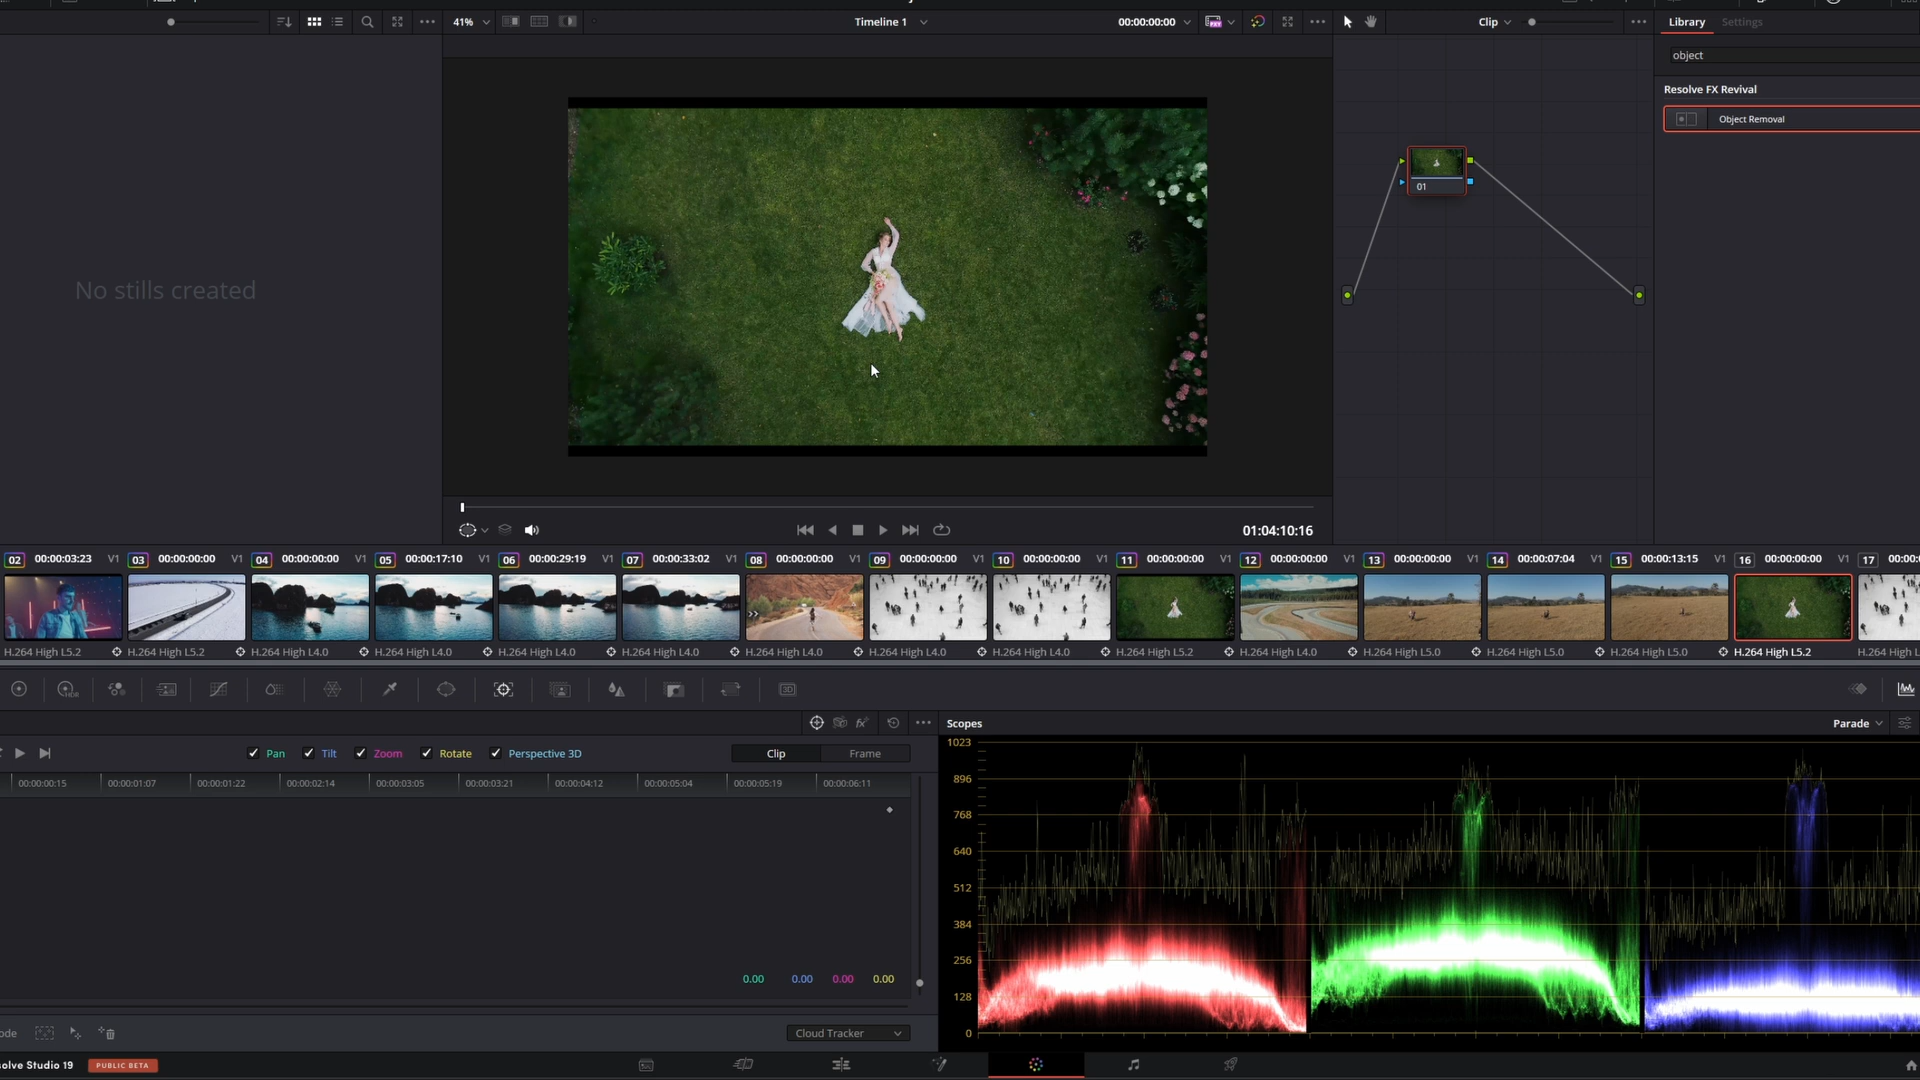 41%
Timeline 1
00:00:00:00
Clip
Library
Settings
object
Resolve FX Revival
Object Removal
01
No stills created
01:04:10:16
02 00:00:03:23 V1
03 00:00:00:00 V1
04 00:00:00:00 V1
05 00:00:17:10 V1
06 00:00:29:19 V1
07 00:00:33:02 V1
08 00:00:00:00 V1
09 00:00:00:00 V1
10 00:00:00:00 V1
11 00:00:00:00 V1
12 00:00:00:00 V1
13 00:00:00:00 V1
14 00:00:07:04 V1
15 00:00:13:15 V1
16 00:00:00:00 V1
17 00:00:
H.264 High L5.2
H.264 High L5.2
H.264 High L4.0
H.264 High L4.0
H.264 High L4.0
H.264 High L4.0
H.264 High L4.0
H.264 High L4.0
H.264 High L4.0
H.264 High L5.2
H.264 High L4.0
H.264 High L5.0
H.264 High L5.0
H.264 High L5.0
H.264 High L5.2
H.264 High L
HDR
3D
Scopes
Parade
Pan
Tilt
Zoom
Rotate
Perspective 3D
Clip
Frame
00:00:00:15
00:00:01:07
00:00:01:22
00:00:02:14
00:00:03:05
00:00:03:21
00:00:04:12
00:00:05:04
00:00:05:19
00:00:06:11
1023
896
768
640
512
384
256
128
0
0.00
0.00
0.00
0.00
ode
Cloud Tracker
solve Studio 19
PUBLIC BETA